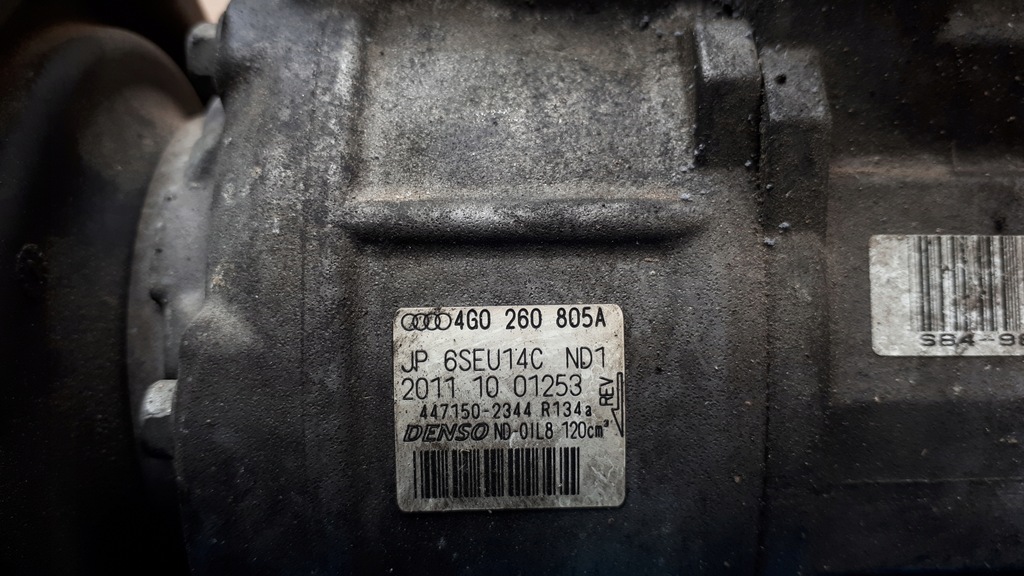 4G0 260 805A
JP 6SEU14C ND1
2011 10 01253
REV
447150-2344 R134a
DENSO ND-OIL8 120cm³